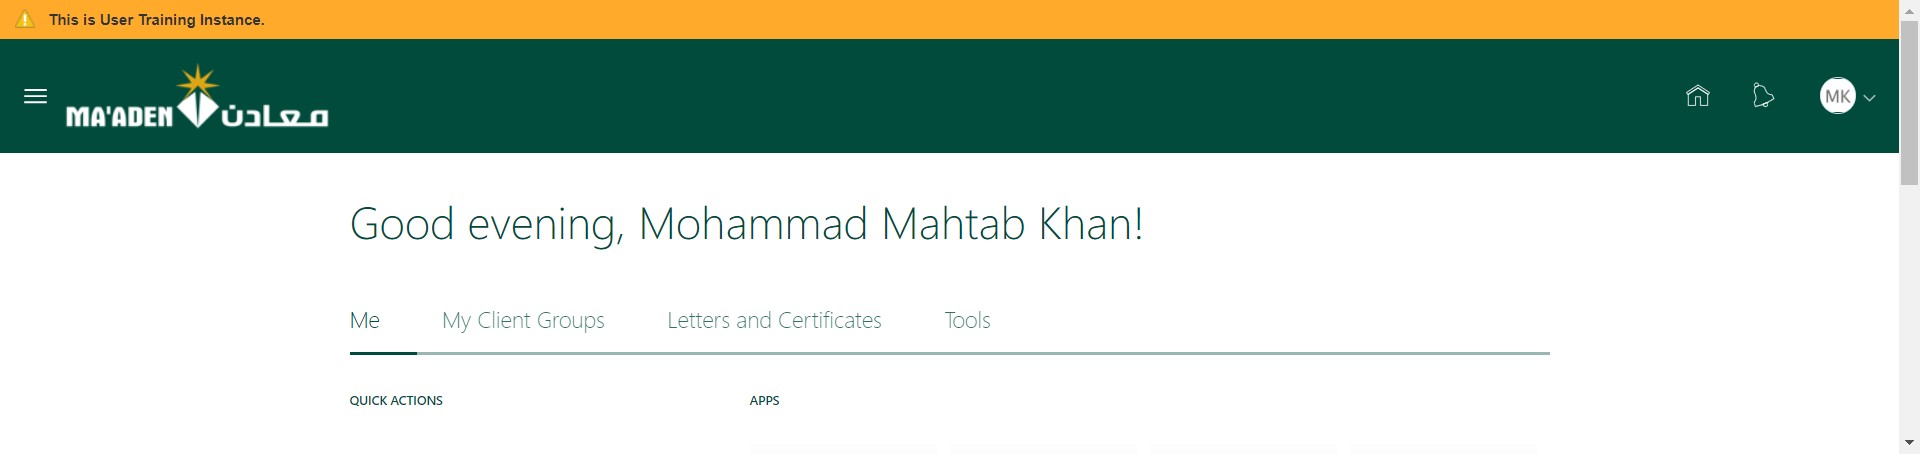 This is User Training Instance.
MA'ADEN معادن
MK
Good evening, Mohammad Mahtab Khan!
Me My Client Groups Letters and Certificates Tools
QUICK ACTIONS APPS